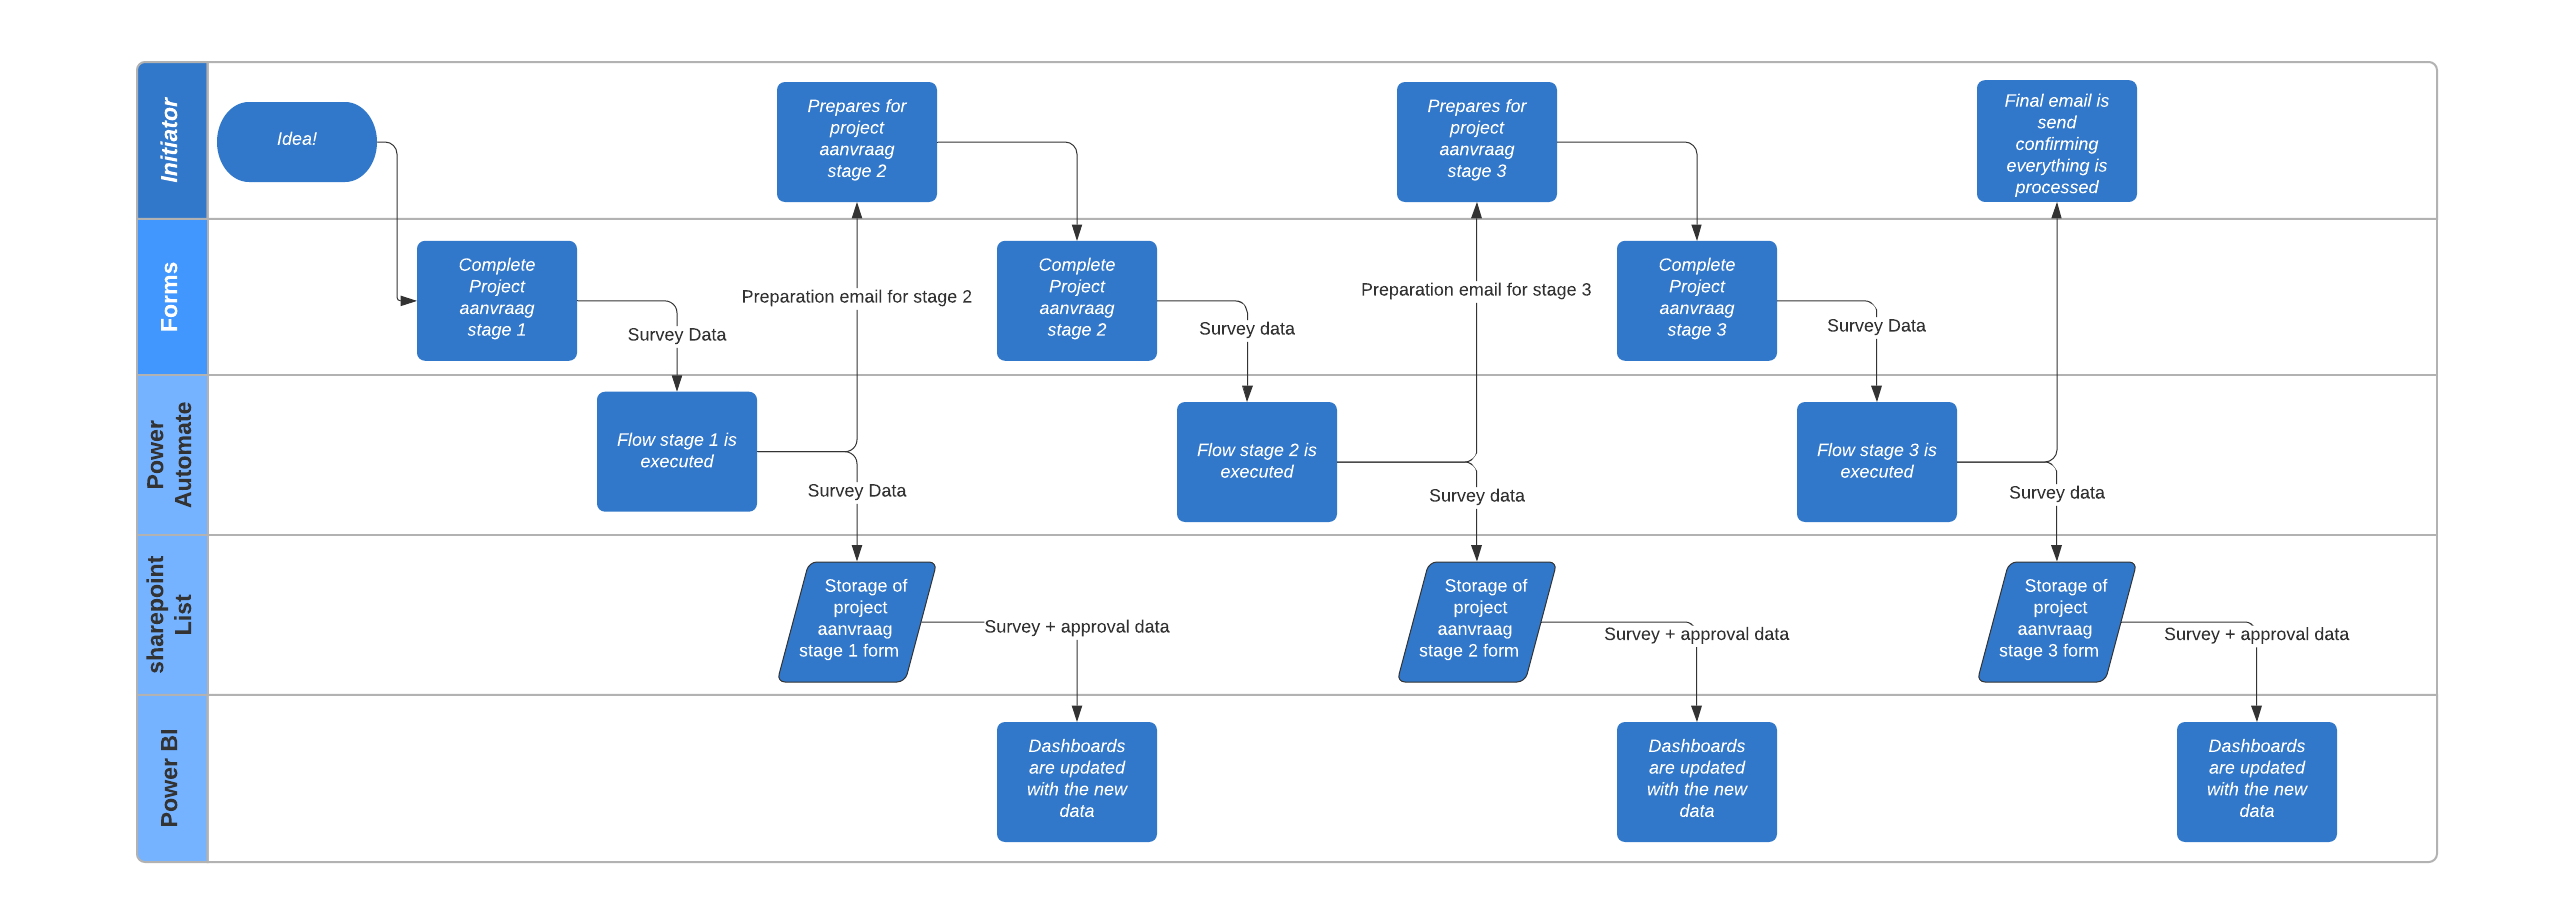 Initiator
Idea!
Prepares for
project
aanvraag
stage 2
Prepares for
project
aanvraag
stage 3
Final email is
send
confirming
everything is
processed
Forms
Complete
Project
aanvraag
stage 1
Survey Data
Preparation email for stage 2
Complete
Project
aanvraag
stage 2
Survey data
Preparation email for stage 3
Complete
Project
aanvraag
stage 3
Survey Data
Power
Automate
Flow stage 1 is
executed
Survey Data
Flow stage 2 is
executed
Survey data
Flow stage 3 is
executed
Survey data
sharepoint
List
Storage of
project
aanvraag
stage 1 form
Survey + approval data
Storage of
project
aanvraag
stage 2 form
Survey + approval data
Storage of
project
aanvraag
stage 3 form
Survey + approval data
Power BI
Dashboards
are updated
with the new
data
Dashboards
are updated
with the new
data
Dashboards
are updated
with the new
data